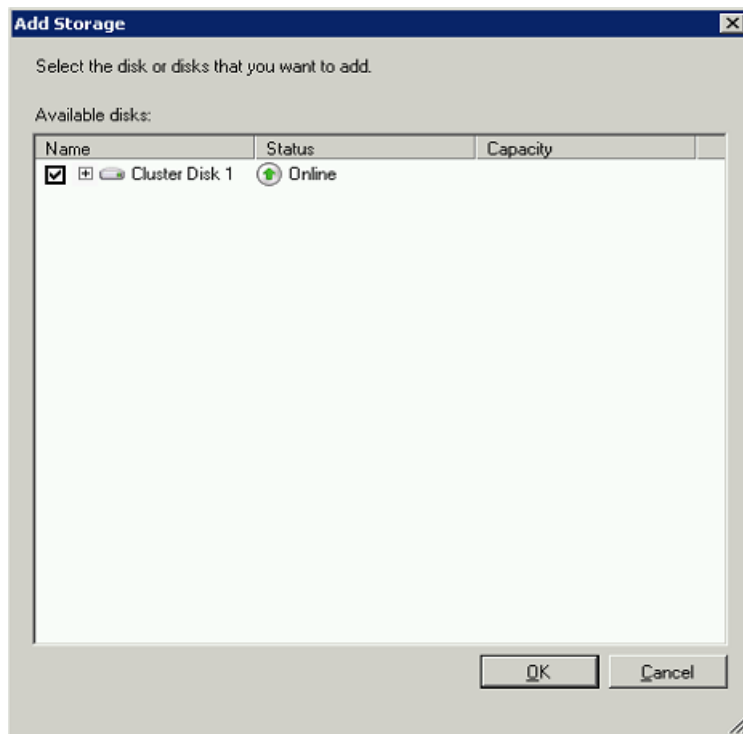 Add Storage
Select the disk or disks that you want to add.
Available disks:
Name Status Capacity
Cluster Disk 1 Online
OK Cancel